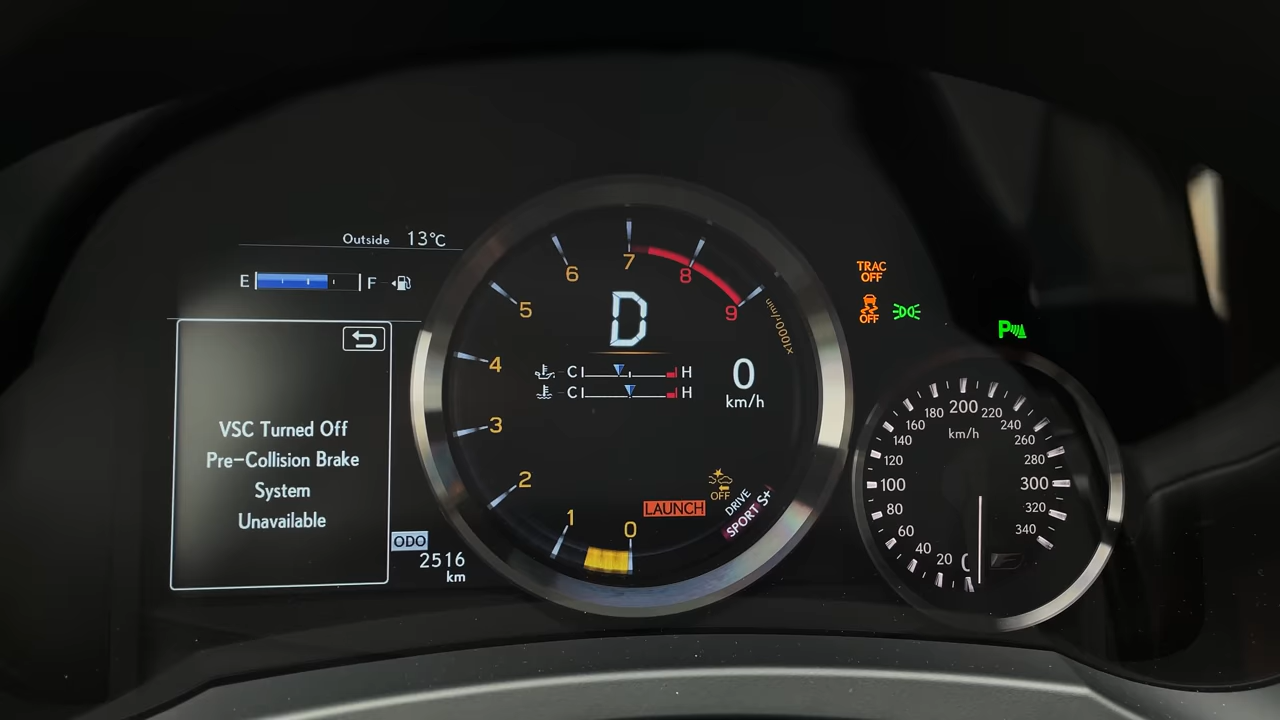 Outside 13°C
E F
VSC Turned Off
Pre-Collision Brake
System
Unavailable
ODO
2516
km
D
C H
C H
0
km/h
0
1
2
3
4
5
6
7
8
9
x1000r/min
LAUNCH
OFF
DRIVE
SPORT S+
TRAC
OFF
OFF
P
0
20
40
60
80
100
120
140
160
180
200
220
240
260
280
300
320
340
km/h
F